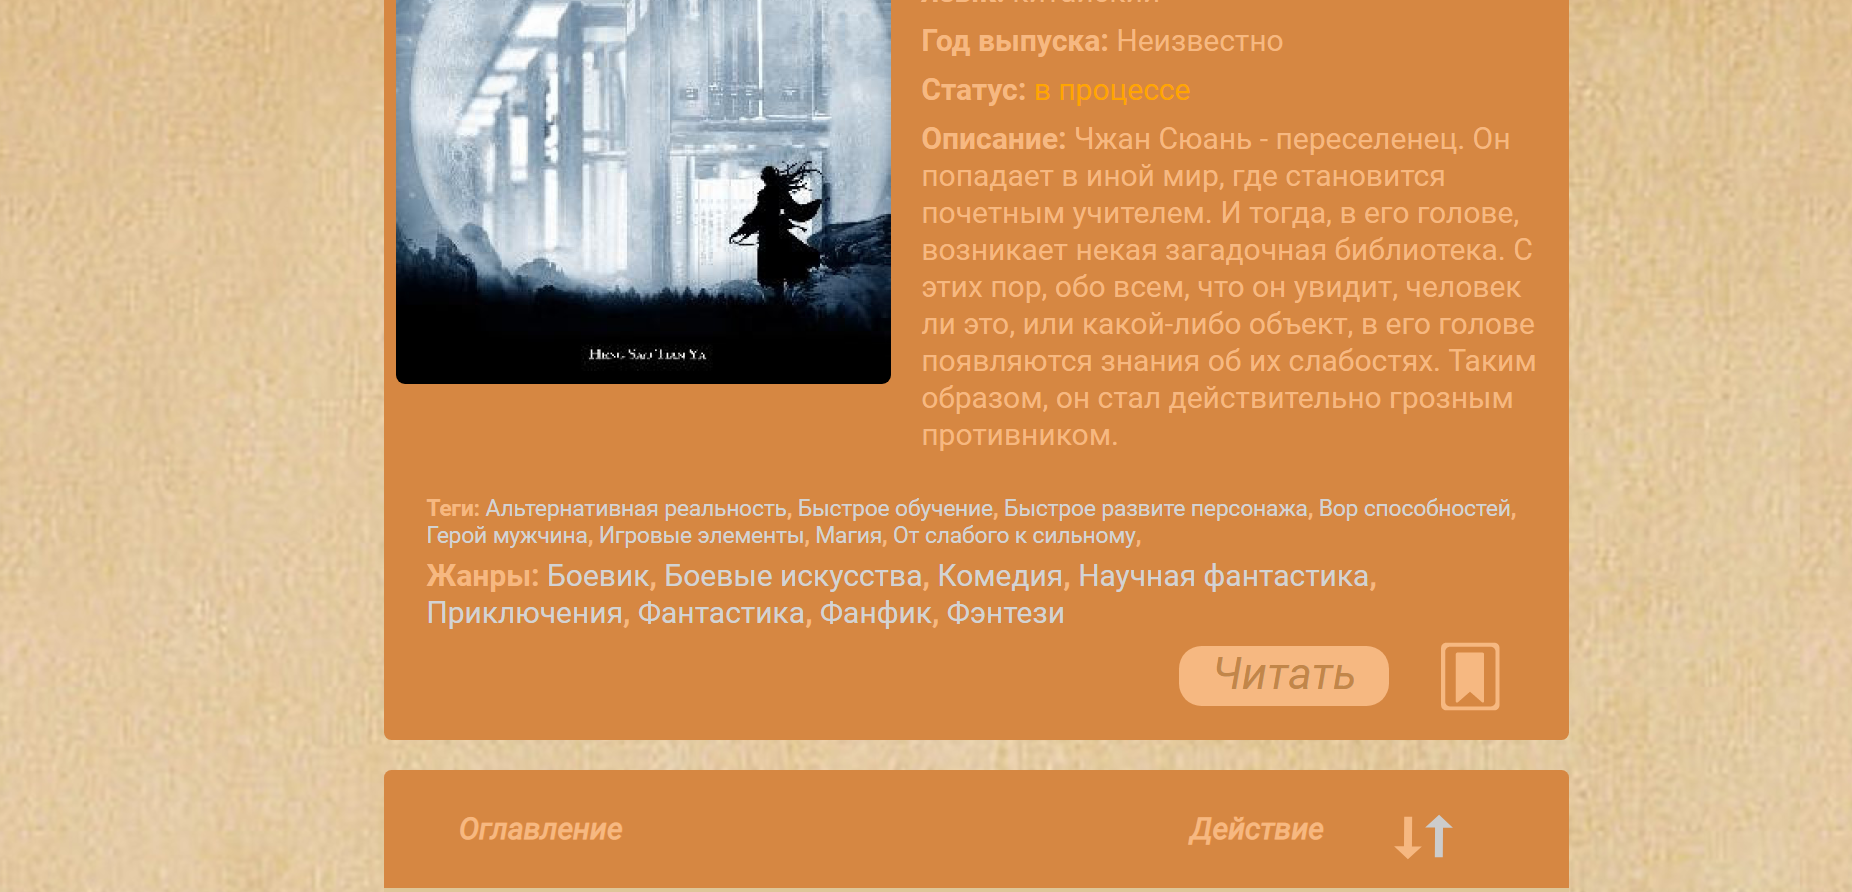 Год выпуска: Неизвестно
Статус: в процессе
Описание: Чжан Сюань - переселенец. Он
попадает в иной мир, где становится
почетным учителем. И тогда, в его голове,
возникает некая загадочная библиотека. С
этих пор, обо всем, что он увидит, человек
ли это, или какой-либо объект, в его голове
появляются знания об их слабостях. Таким
образом, он стал действительно грозным
противником.
Heng Sao Tian Ya
Теги: Альтернативная реальность, Быстрое обучение, Быстрое развите персонажа, Вор способностей,
Герой мужчина, Игровые элементы, Магия, От слабого к сильному,
Жанры: Боевик, Боевые искусства, Комедия, Научная фантастика,
Приключения, Фантастика, Фанфик, Фэнтези
Читать
Оглавление Действие